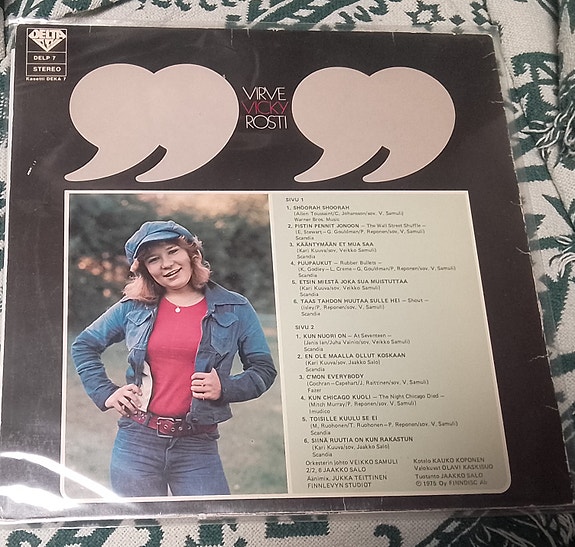 DELTA
DELP 7
STEREO
Kasetti DEKA 7
VIRVE
VICKY
ROSTI
SIVU 1
1. SHOORAH SHOORAH
(Allen Toussaint/C. Johansson/sov. V. Samuli)
Warner Bros. Music
2. PISTIN PENNIT JONOON — The Wall Street Shuffle —
(E. Stewart—G. Gouldman/P. Reponen/sov. V. Samuli)
Scandia
3. KÄÄNTYMÄÄN ET MUA SAA
(Kari Kuuva/sov. Veikko Samuli)
Scandia
4. PUUPAUKUT — Rubber Bullets —
(K. Godley—L. Creme—G. Gouldman/P. Reponen/sov. V. Samuli)
Scandia
5. ETSIN MIESTÄ JOKA SUA MUISTUTTAA
(Kari Kuuva/sov. Veikko Samuli)
Scandia
6. TAAS TAHDON HUUTAA SULLE HEI — Shout —
(Isley/P. Reponen/sov. V. Samuli)
SIVU 2
1. KUN NUORI ON — At Seventeen —
(Janis Ian/Juha Vainio/sov. Veikko Samuli)
Scandia
2. EN OLE MAALLA OLLUT KOSKAAN
(Kari Kuuva/sov. Jaakko Salo)
Scandia
3. C'MON EVERYBODY
(Cochran—Capehart/J. Raittinen/sov. V. Samuli)
Fazer
4. KUN CHICAGO KUOLI — The Night Chicago Died —
(Mitch Murray/P. Reponen/sov. V. Samuli)
Imudico
5. TOISILLE KUULU SE EI
(M. Ruohonen/T. Ruohonen—P. Reponen/sov. V. Samuli)
Scandia
6. SIINÄ RUUTIA ON KUN RAKASTUN
(Kari Kuuva/sov. Jaakko Salo)
Scandia
Orkesterin johto VEIKKO SAMULI
2/2, 6 JAAKKO SALO
Äänimix. JUKKA TEITTINEN
FINNLEVYN STUDIOT
Kotelo KAUKO KOPONEN
Valokuvat OLAVI KASKISUO
Tuotanto JAAKKO SALO
© 1975 Oy FINNDISC Ab